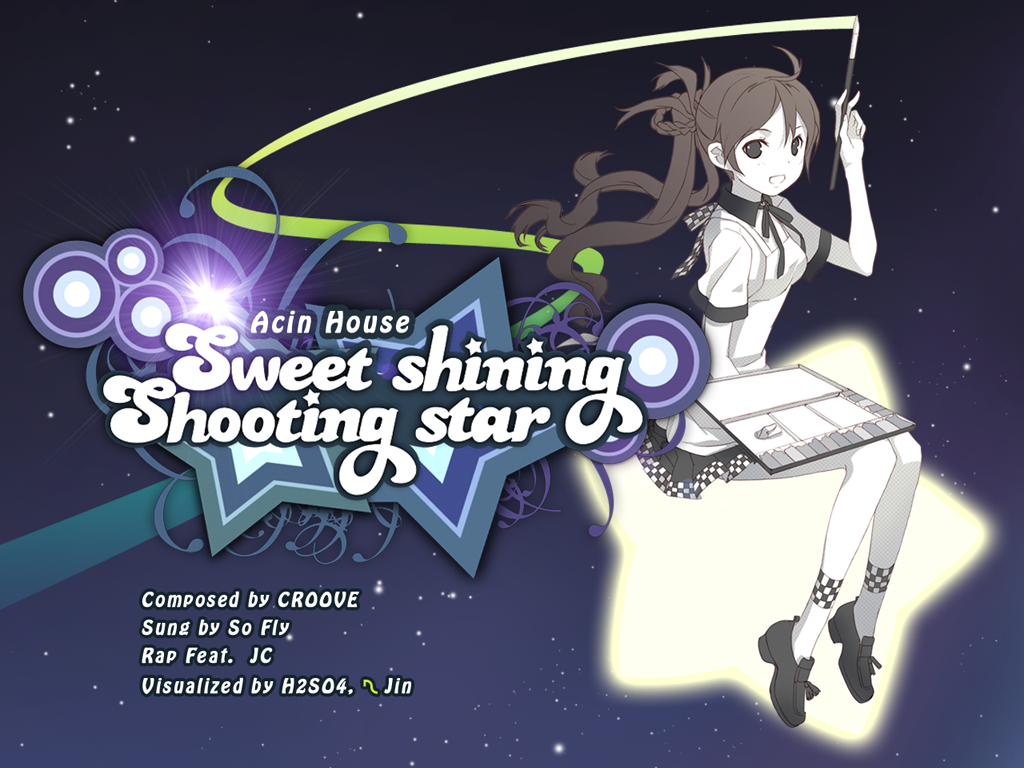 Acin House
Sweet shining
Shooting star
Composed by CROOVE
Sung by So Fly
Rap Feat. JC
Visualized by H2SO4, Jin